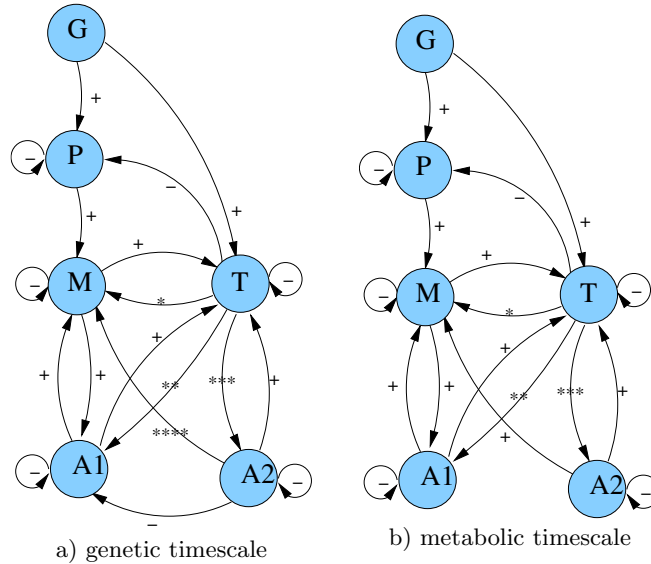 G
G
+
+
+
+
P
P
−
−
−
−
+
+
+
+
M
T
M
T
−
−
−
−
+
+
*
*
+
+
+
+
+
+
**
***
**
***
+
+
****
+
A1
A2
A1
A2
−
−
−
−
−
a) genetic timescale
b) metabolic timescale